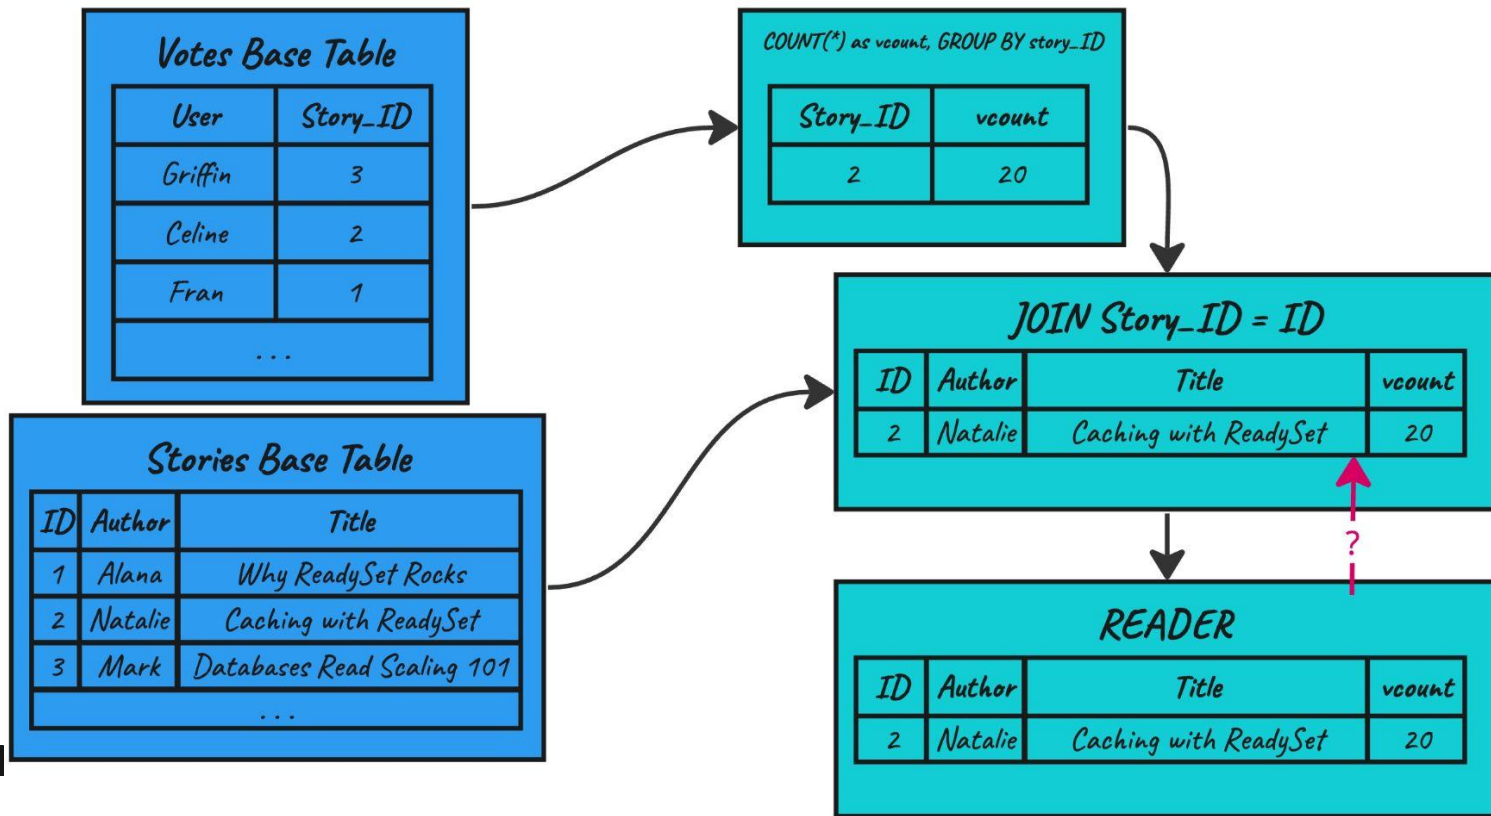 Votes Base Table
User Story_ID
Griffin 3
Celine 2
Fran 1
...
Stories Base Table
ID Author Title
1 Alana Why ReadySet Rocks
2 Natalie Caching with ReadySet
3 Mark Databases Read Scaling 101
...
COUNT(*) as vcount, GROUP BY story_ID
Story_ID vcount
2 20
JOIN Story_ID = ID
ID Author Title vcount
2 Natalie Caching with ReadySet 20
?
READER
ID Author Title vcount
2 Natalie Caching with ReadySet 20